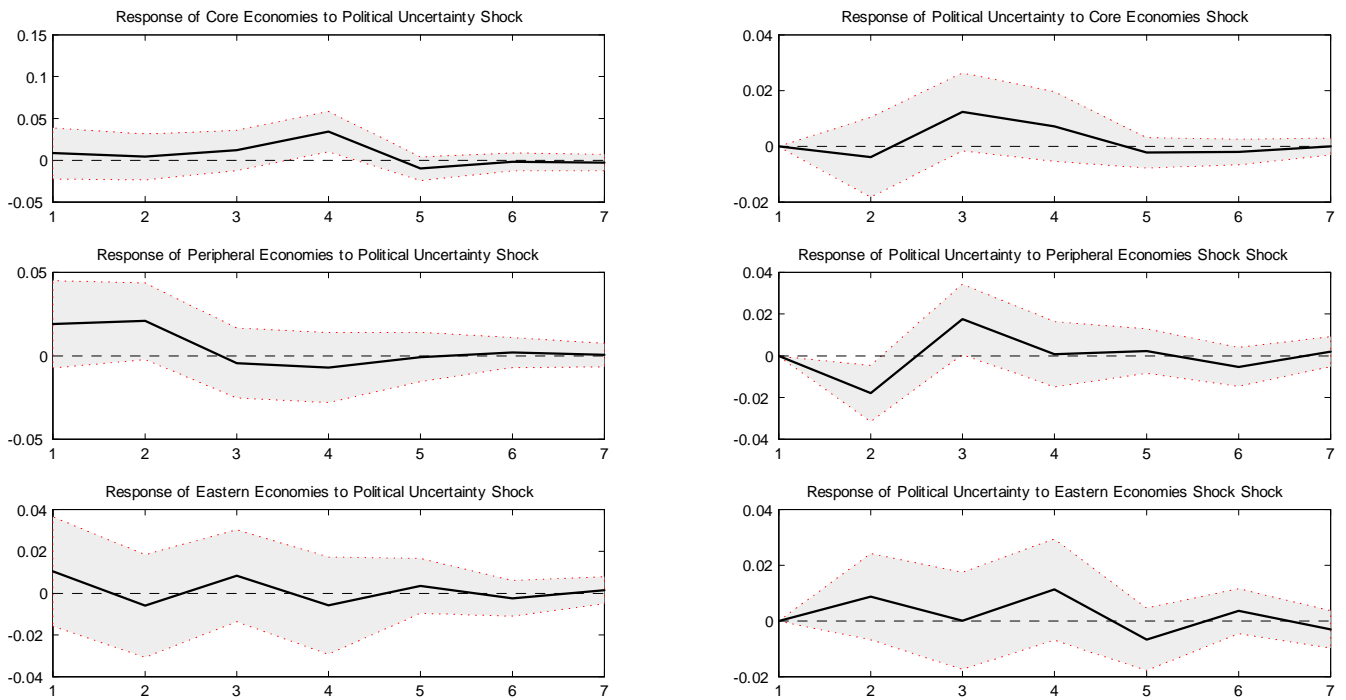 Response of Core Economies to Political Uncertainty Shock
0.15
0.1
0.05
0
-0.05
1 2 3 4 5 6 7
Response of Political Uncertainty to Core Economies Shock
0.04
0.02
0
-0.02
1 2 3 4 5 6 7
Response of Peripheral Economies to Political Uncertainty Shock
0.05
0
-0.05
1 2 3 4 5 6 7
Response of Political Uncertainty to Peripheral Economies Shock Shock
0.04
0.02
0
-0.02
-0.04
1 2 3 4 5 6 7
Response of Eastern Economies to Political Uncertainty Shock
0.04
0.02
0
-0.02
-0.04
1 2 3 4 5 6 7
Response of Political Uncertainty to Eastern Economies Shock Shock
0.04
0.02
0
-0.02
1 2 3 4 5 6 7